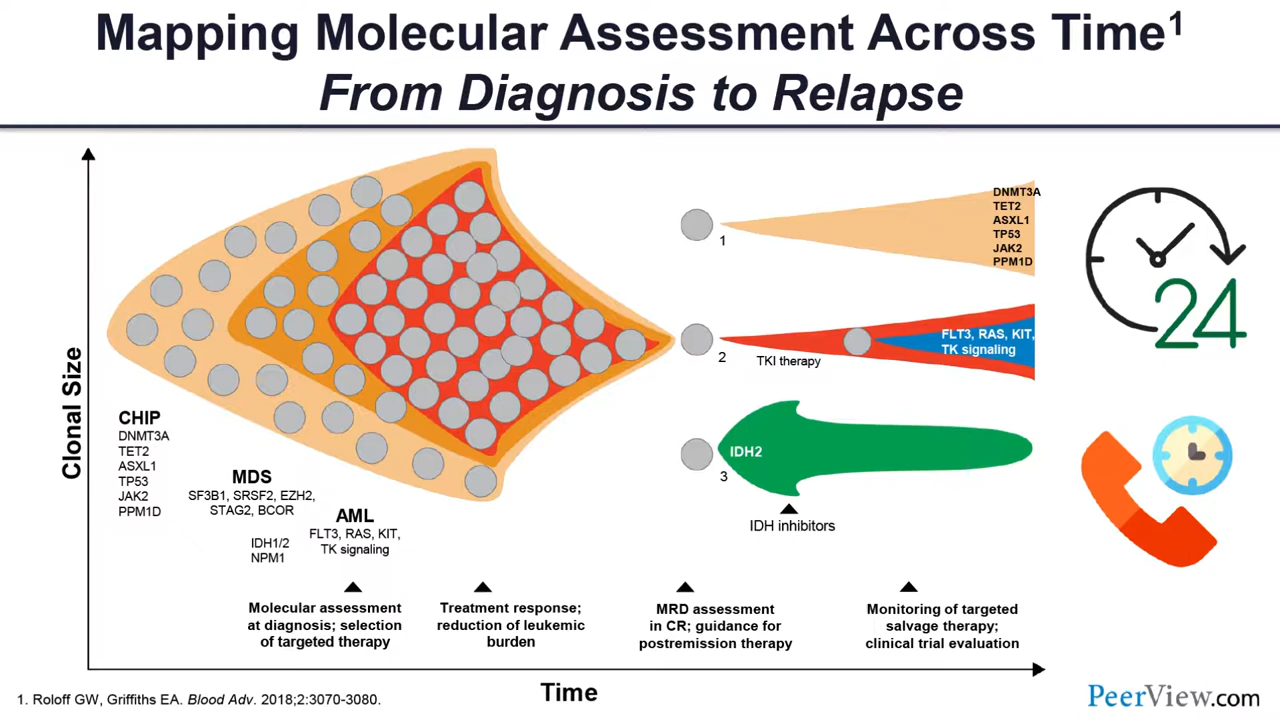 Mapping Molecular Assessment Across Time1
From Diagnosis to Relapse
Clonal Size
CHIP
DNMT3A
TET2
ASXL1
TP53
JAK2
PPM1D
MDS
SF3B1, SRSF2, EZH2,
STAG2, BCOR
IDH1/2
NPM1
AML
FLT3, RAS, KIT,
TK signaling
1
DNMT3A
TET2
ASXL1
TP53
JAK2
PPM1D
2
TKI therapy
FLT3, RAS, KIT,
TK signaling
3
IDH2
IDH inhibitors
24
Molecular assessment
at diagnosis; selection
of targeted therapy
Treatment response;
reduction of leukemic
burden
MRD assessment
in CR; guidance for
postremission therapy
Monitoring of targeted
salvage therapy;
clinical trial evaluation
Time
1. Roloff GW, Griffiths EA. Blood Adv. 2018;2:3070-3080.
PeerView.com